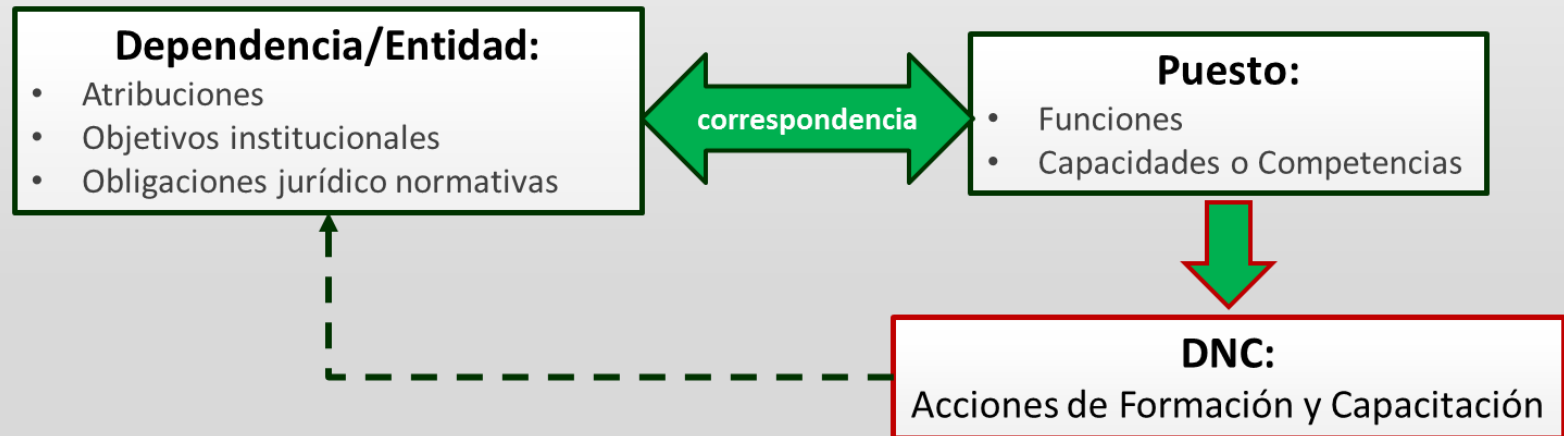 Dependencia/Entidad:
• Atribuciones
• Objetivos institucionales
• Obligaciones jurídico normativas
correspondencia
Puesto:
• Funciones
• Capacidades o Competencias
DNC:
Acciones de Formación y Capacitación